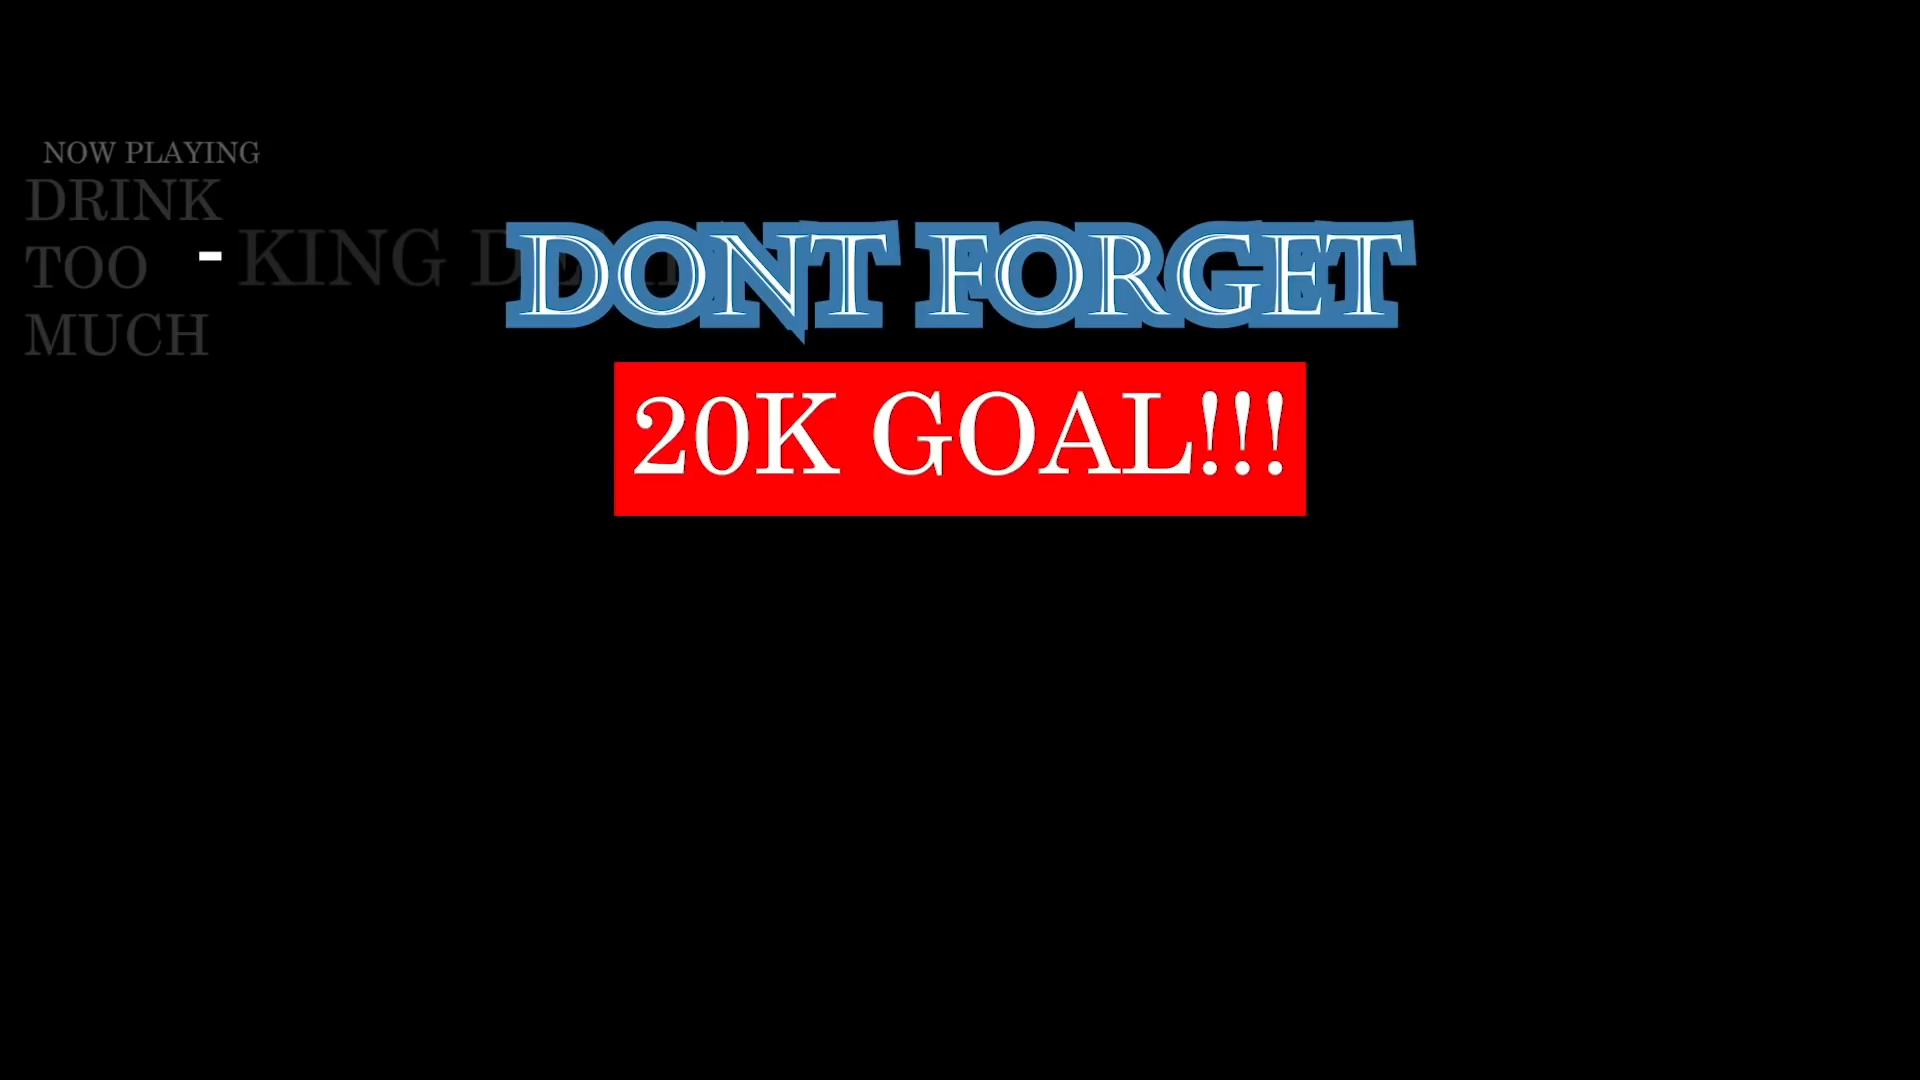 NOW PLAYING
DRINK
TOO
MUCH
- KING
DONT FORGET
20K GOAL!!!